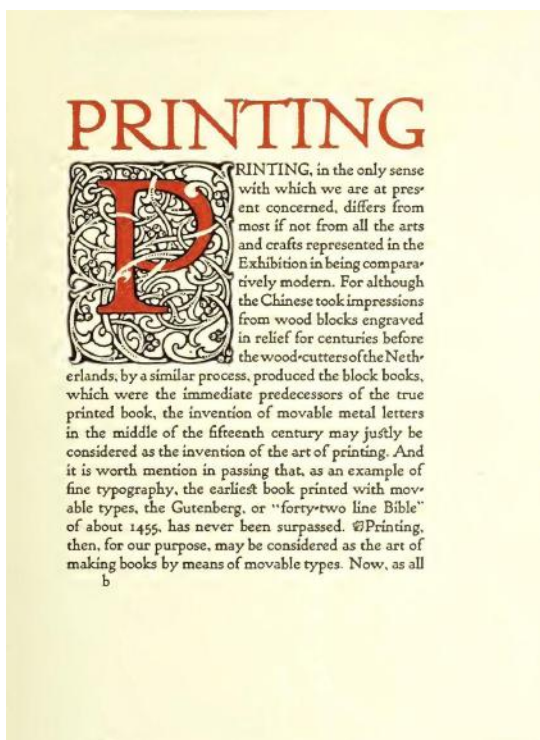 PRINTING
PRINTING, in the only sense
with which we are at pres-
ent concerned, differs from
most if not from all the arts
and crafts represented in the
Exhibition in being compara-
tively modern. For although
the Chinese took impressions
from wood blocks engraved
in relief for centuries before
the wood-cutters of the Neth-
erlands, by a similar process, produced the block books,
which were the immediate predecessors of the true
printed book, the invention of movable metal letters
in the middle of the fifteenth century may justly be
considered as the invention of the art of printing. And
it is worth mention in passing that, as an example of
fine typography, the earliest book printed with mov-
able types, the Gutenberg, or "forty-two line Bible"
of about 1455, has never been surpassed. ❦Printing,
then, for our purpose, may be considered as the art of
making books by means of movable types. Now, as all
b